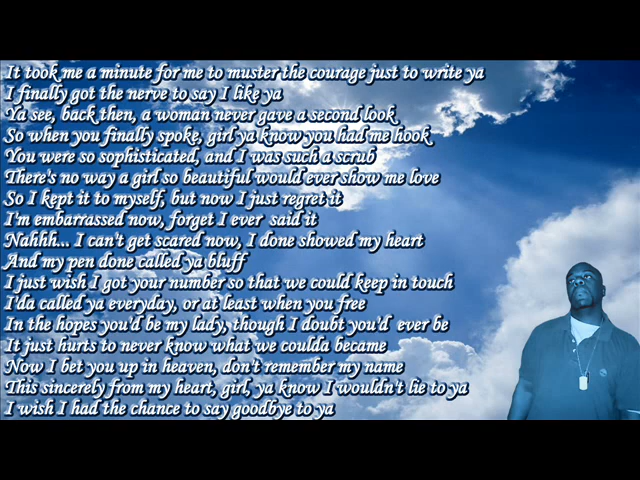 It took me a minute for me to muster the courage just to write ya
I finally got the nerve to say I like ya
Ya see, back then, a woman never gave a second look
So when you finally spoke, girl ya know you had me hook
You were so sophisticated, and I was such a scrub
There's no way a girl so beautiful would ever show me love
So I kept it to myself, but now I just regret it
I'm embarrassed now, forget I ever said it
Nahhh... I can't get scared now, I done showed my heart
And my pen done called ya bluff
I just wish I got your number so that we could keep in touch
I'da called ya everyday, or at least when you free
In the hopes you'd be my lady, though I doubt you'd ever be
It just hurts to never know what we coulda became
Now I bet you up in heaven, don't remember my name
This sincerely from my heart, girl, ya know I wouldn't lie to ya
I wish I had the chance to say goodbye to ya